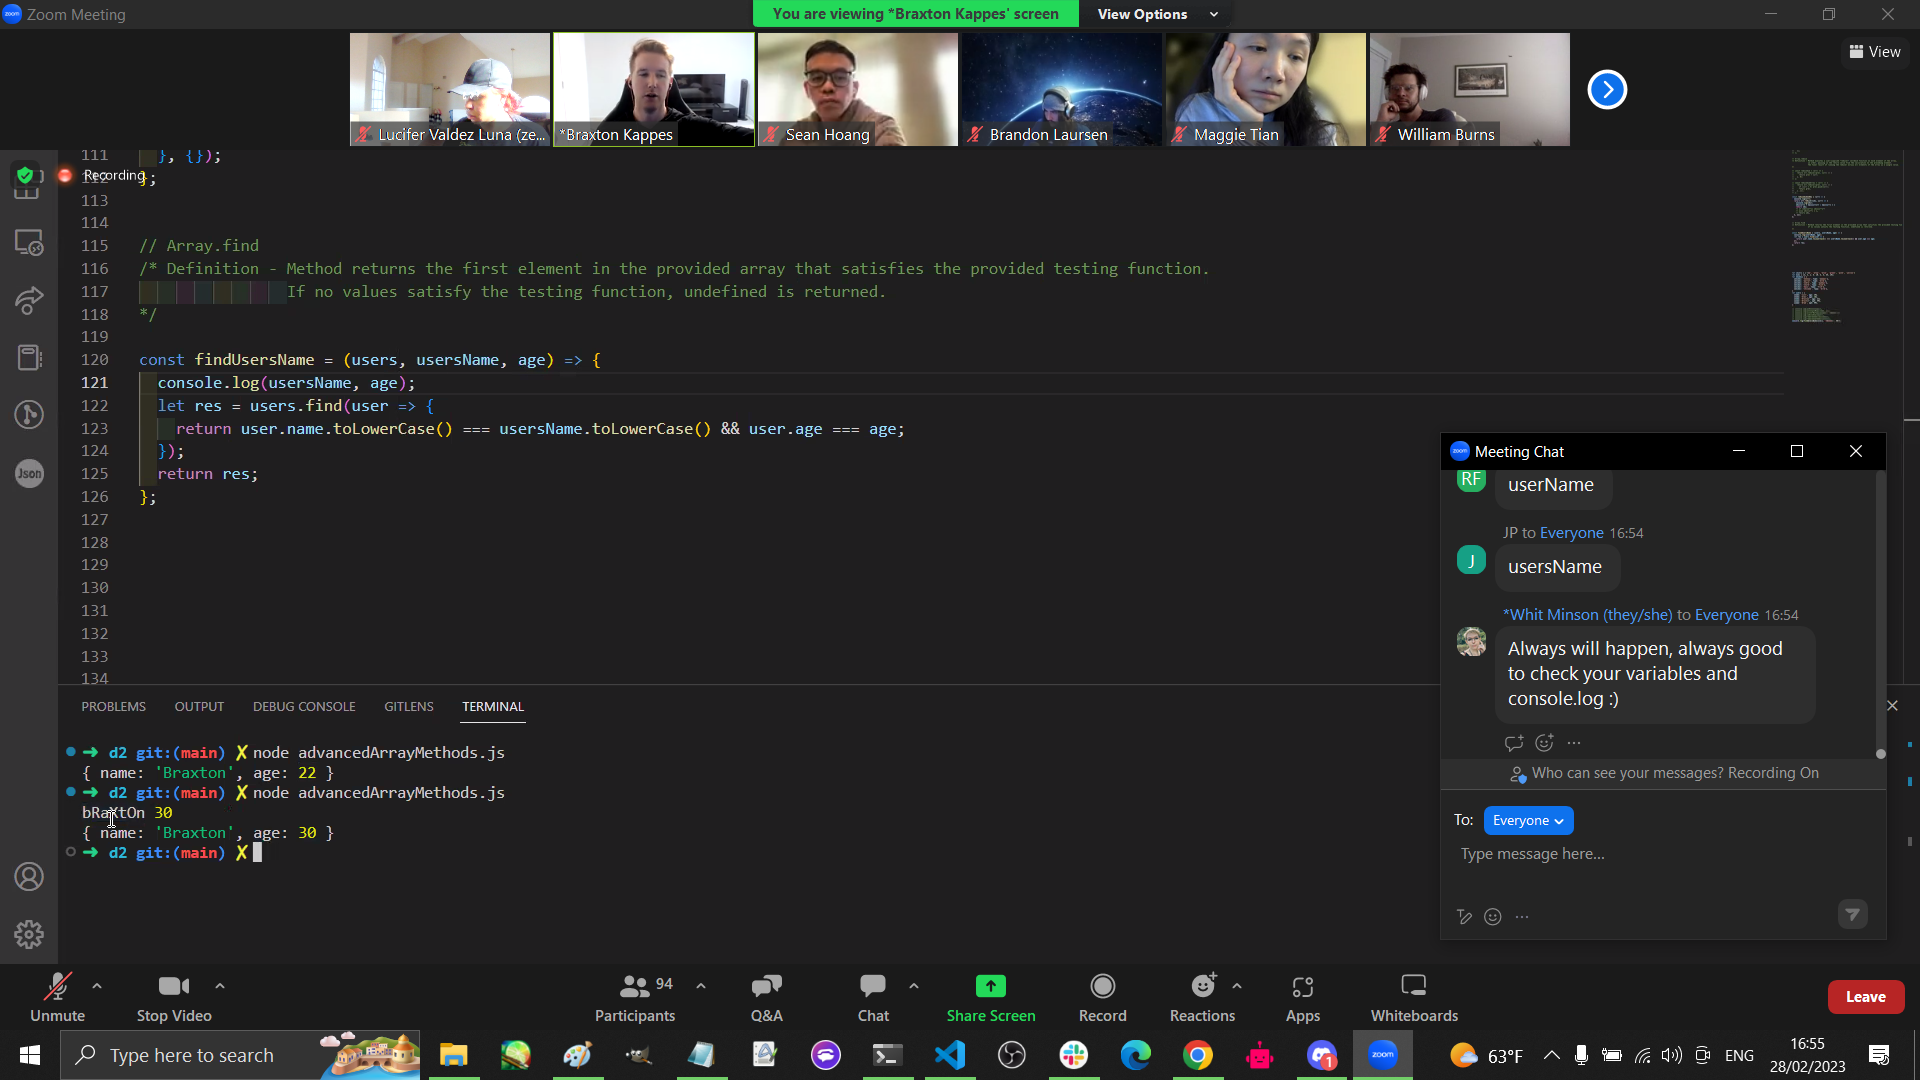 Zoom Meeting
You are viewing *Braxton Kappes' screen
View Options
View
Lucifer Valdez Luna (ze...
*Braxton Kappes
Sean Hoang
Brandon Laursen
Maggie Tian
William Burns
Recording
111 }, {});
112 };
113
114
115 // Array.find
116 /* Definition - Method returns the first element in the provided array that satisfies the provided testing function.
117 If no values satisfy the testing function, undefined is returned.
118 */
119
120 const findUsersName = (users, usersName, age) => {
121 console.log(usersName, age);
122 let res = users.find(user => {
123 return user.name.toLowerCase() === usersName.toLowerCase() && user.age === age;
124 });
125 return res;
126 };
127
128
129
130
131
132
133
134
Json
PROBLEMS OUTPUT DEBUG CONSOLE GITLENS TERMINAL
➜ d2 git:(main) ✗ node advancedArrayMethods.js
{ name: 'Braxton', age: 22 }
➜ d2 git:(main) ✗ node advancedArrayMethods.js
bRaXtOn 30
{ name: 'Braxton', age: 30 }
➜ d2 git:(main) ✗
zoom Meeting Chat
RF
userName
JP to Everyone 16:54
J
usersName
*Whit Minson (they/she) to Everyone 16:54
Always will happen, always good
to check your variables and
console.log :)
Who can see your messages? Recording On
To: Everyone
Type message here...
Unmute
Stop Video
94
Participants
Q&A
Chat
Share Screen
Record
Reactions
Apps
Whiteboards
Leave
Type here to search
1
zoom
63°F
ENG
16:55
28/02/2023